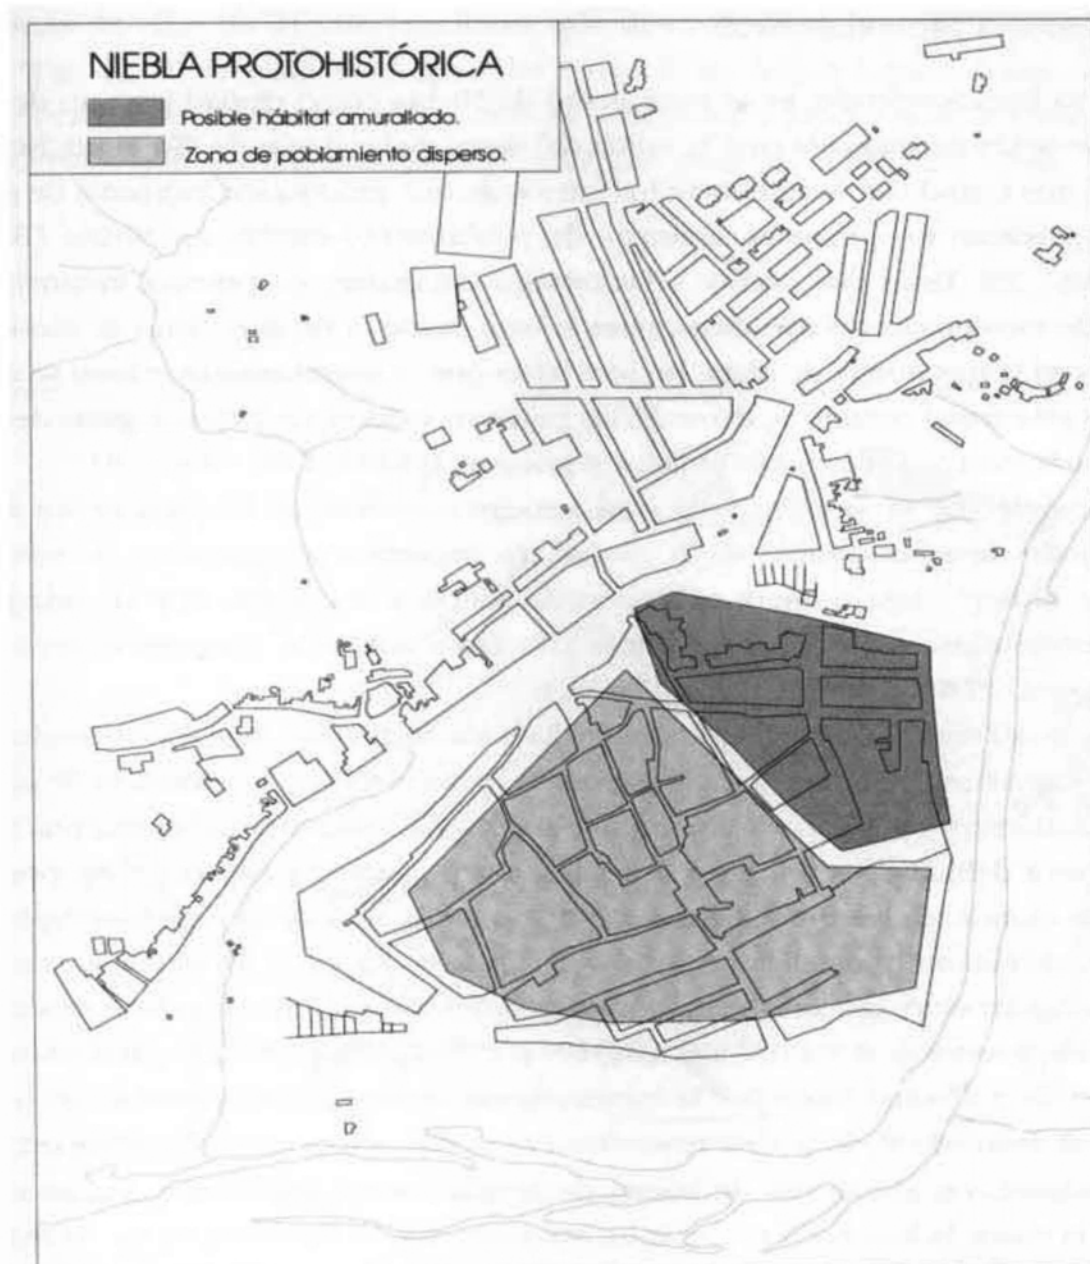 NIEBLA PROTOHISTÓRICA
Posible hábitat amurallado.
Zona de poblamiento disperso.